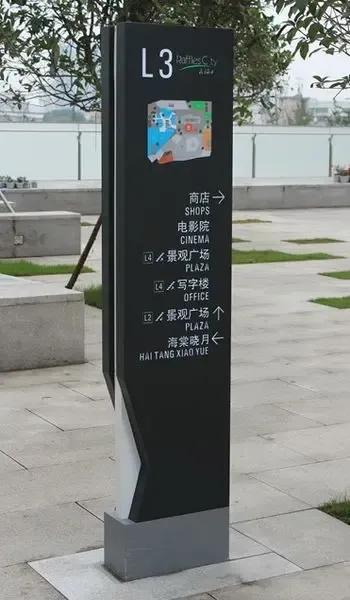 L3 Raffles City
商店 →
SHOPS
电影院
CINEMA
L4 景观广场
PLAZA
L4 写字楼
OFFICE
L2 景观广场 ↑
PLAZA
海棠晓月 ←
HAI TANG XIAO YUE